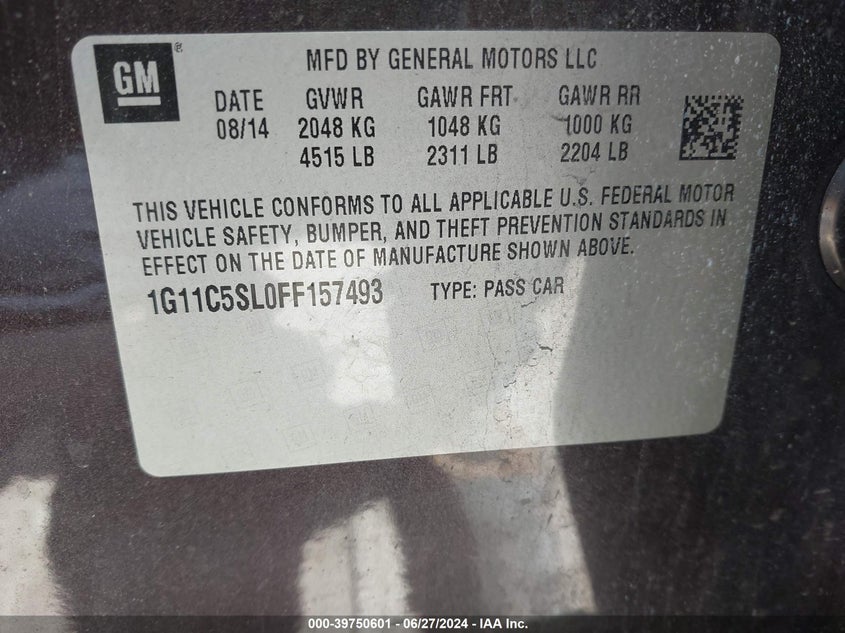 GM ®
MFD BY GENERAL MOTORS LLC
DATE GVWR GAWR FRT GAWR RR
08/14 2048 KG 1048 KG 1000 KG
4515 LB 2311 LB 2204 LB
THIS VEHICLE CONFORMS TO ALL APPLICABLE U.S. FEDERAL MOTOR
VEHICLE SAFETY, BUMPER, AND THEFT PREVENTION STANDARDS IN
EFFECT ON THE DATE OF MANUFACTURE SHOWN ABOVE.
1G11C5SL0FF157493 TYPE: PASS CAR
000-39750601 - 06/27/2024 - IAA Inc.